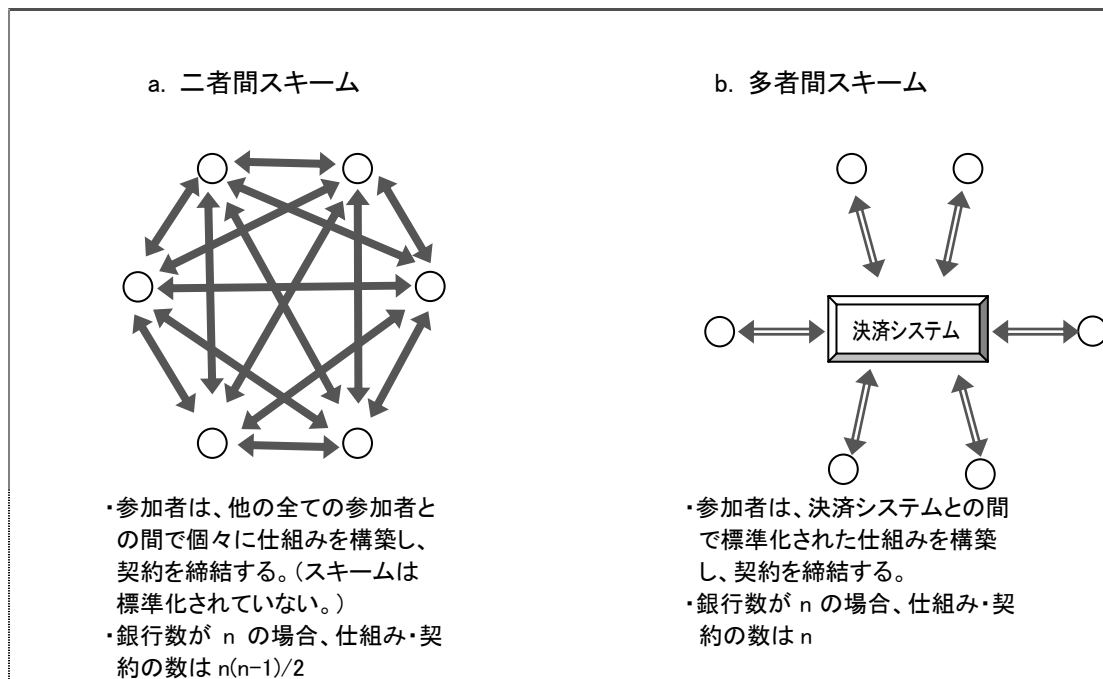 a. 二者間スキーム
・参加者は、他の全ての参加者と
の間で個々に仕組みを構築し、
契約を締結する。（スキームは
標準化されていない。）
・銀行数が n の場合、仕組み・契
約の数は n(n-1)/2
b. 多者間スキーム
決済システム
・参加者は、決済システムとの間
で標準化された仕組みを構築
し、契約を締結する。
・銀行数が n の場合、仕組み・契
約の数は n